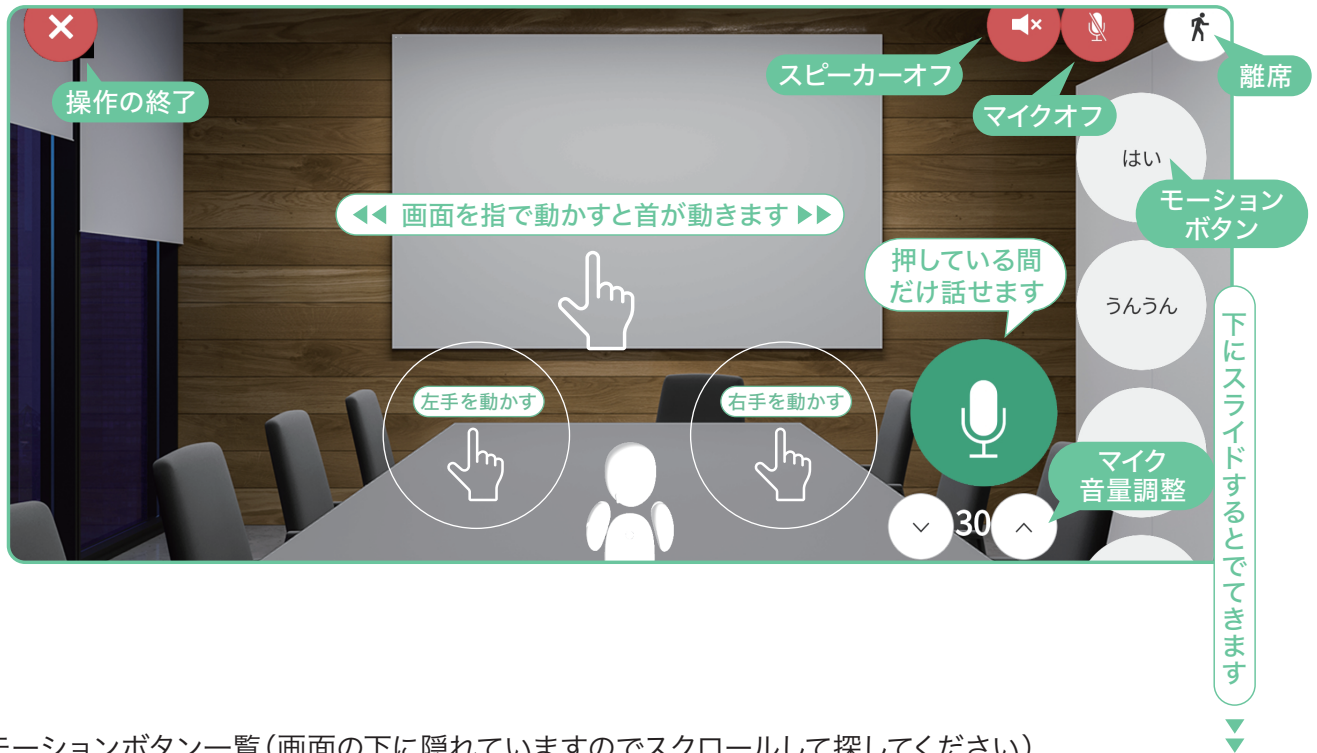 操作の終了
スピーカーオフ
マイクオフ
離席
はい
モーション
ボタン
画面を指で動かすと首が動きます
押している間
だけ話せます
うんうん
左手を動かす
右手を動かす
マイク
音量調整
30
下にスライドするとでてきます
モーションボタン一覧（画面の下に隠れていますのでスクロールして探してください）